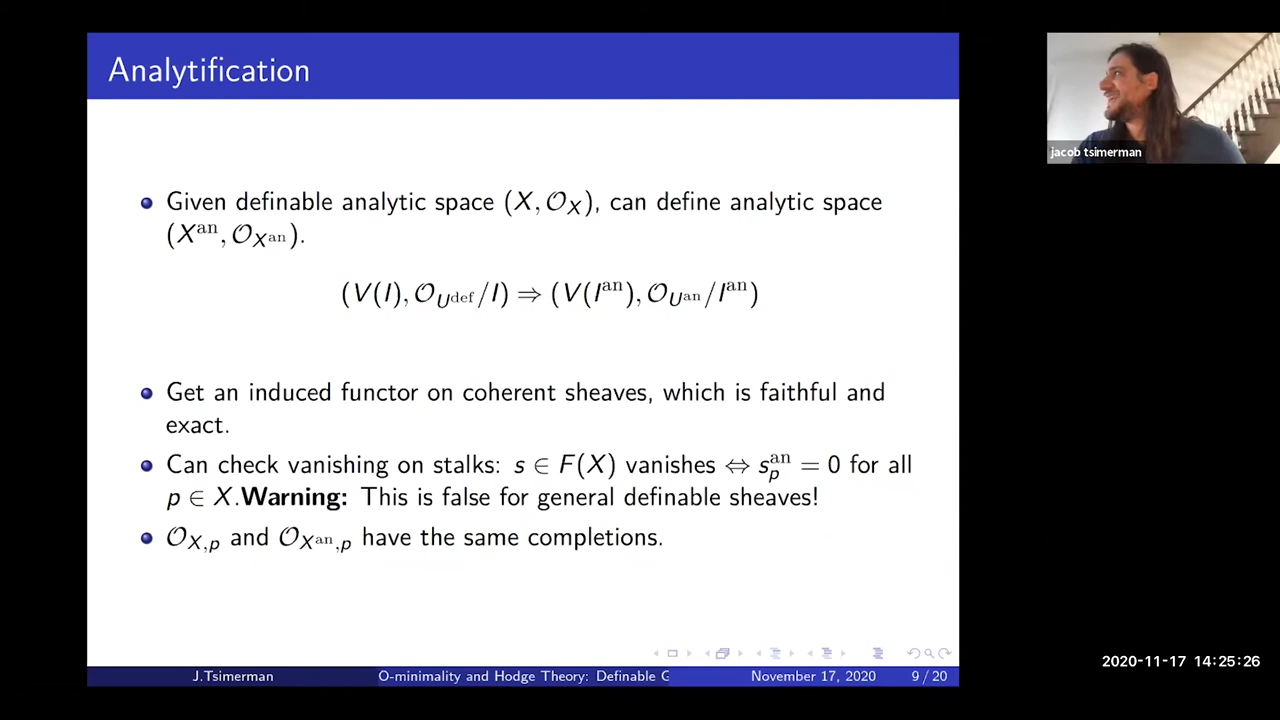 Analytification
Given definable analytic space (X, 𝒪_X), can define analytic space
(X^an, 𝒪_{X^an}).
(V(I), 𝒪_{U^def}/I) ⇒ (V(I^an), 𝒪_{U^an}/I^an)
Get an induced functor on coherent sheaves, which is faithful and
exact.
Can check vanishing on stalks: s ∈ F(X) vanishes ⇔ s_p^an = 0 for all
p ∈ X.Warning: This is false for general definable sheaves!
𝒪_{X,p} and 𝒪_{X^an,p} have the same completions.
J.Tsimerman
O-minimality and Hodge Theory: Definable G
November 17, 2020
9 / 20
jacob tsimerman
2020-11-17 14:25:26